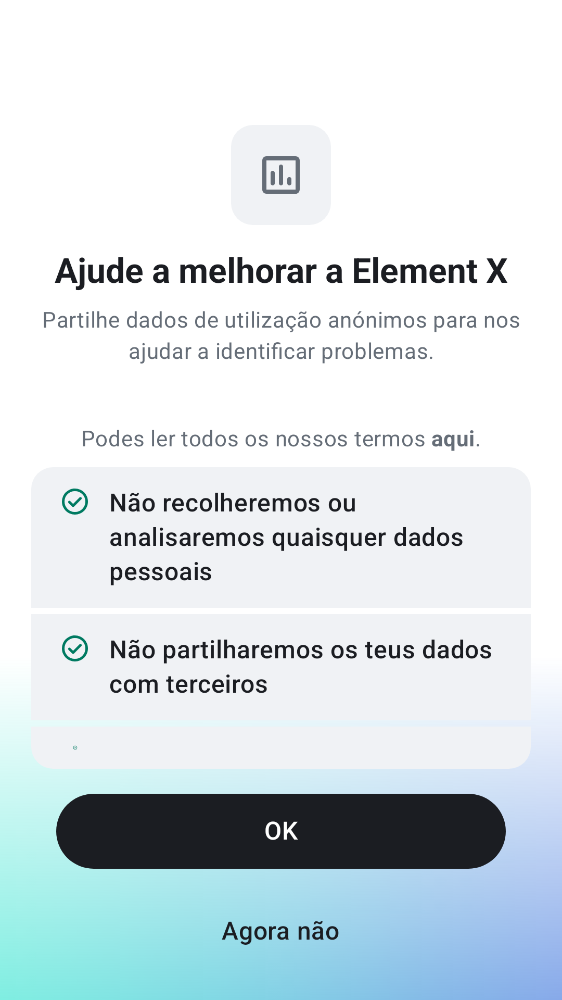 Ajude a melhorar a Element X
Partilhe dados de utilização anónimos para nos
ajudar a identificar problemas.
Podes ler todos os nossos termos aqui.
Não recolheremos ou
analisaremos quaisquer dados
pessoais
Não partilharemos os teus dados
com terceiros
OK
Agora não